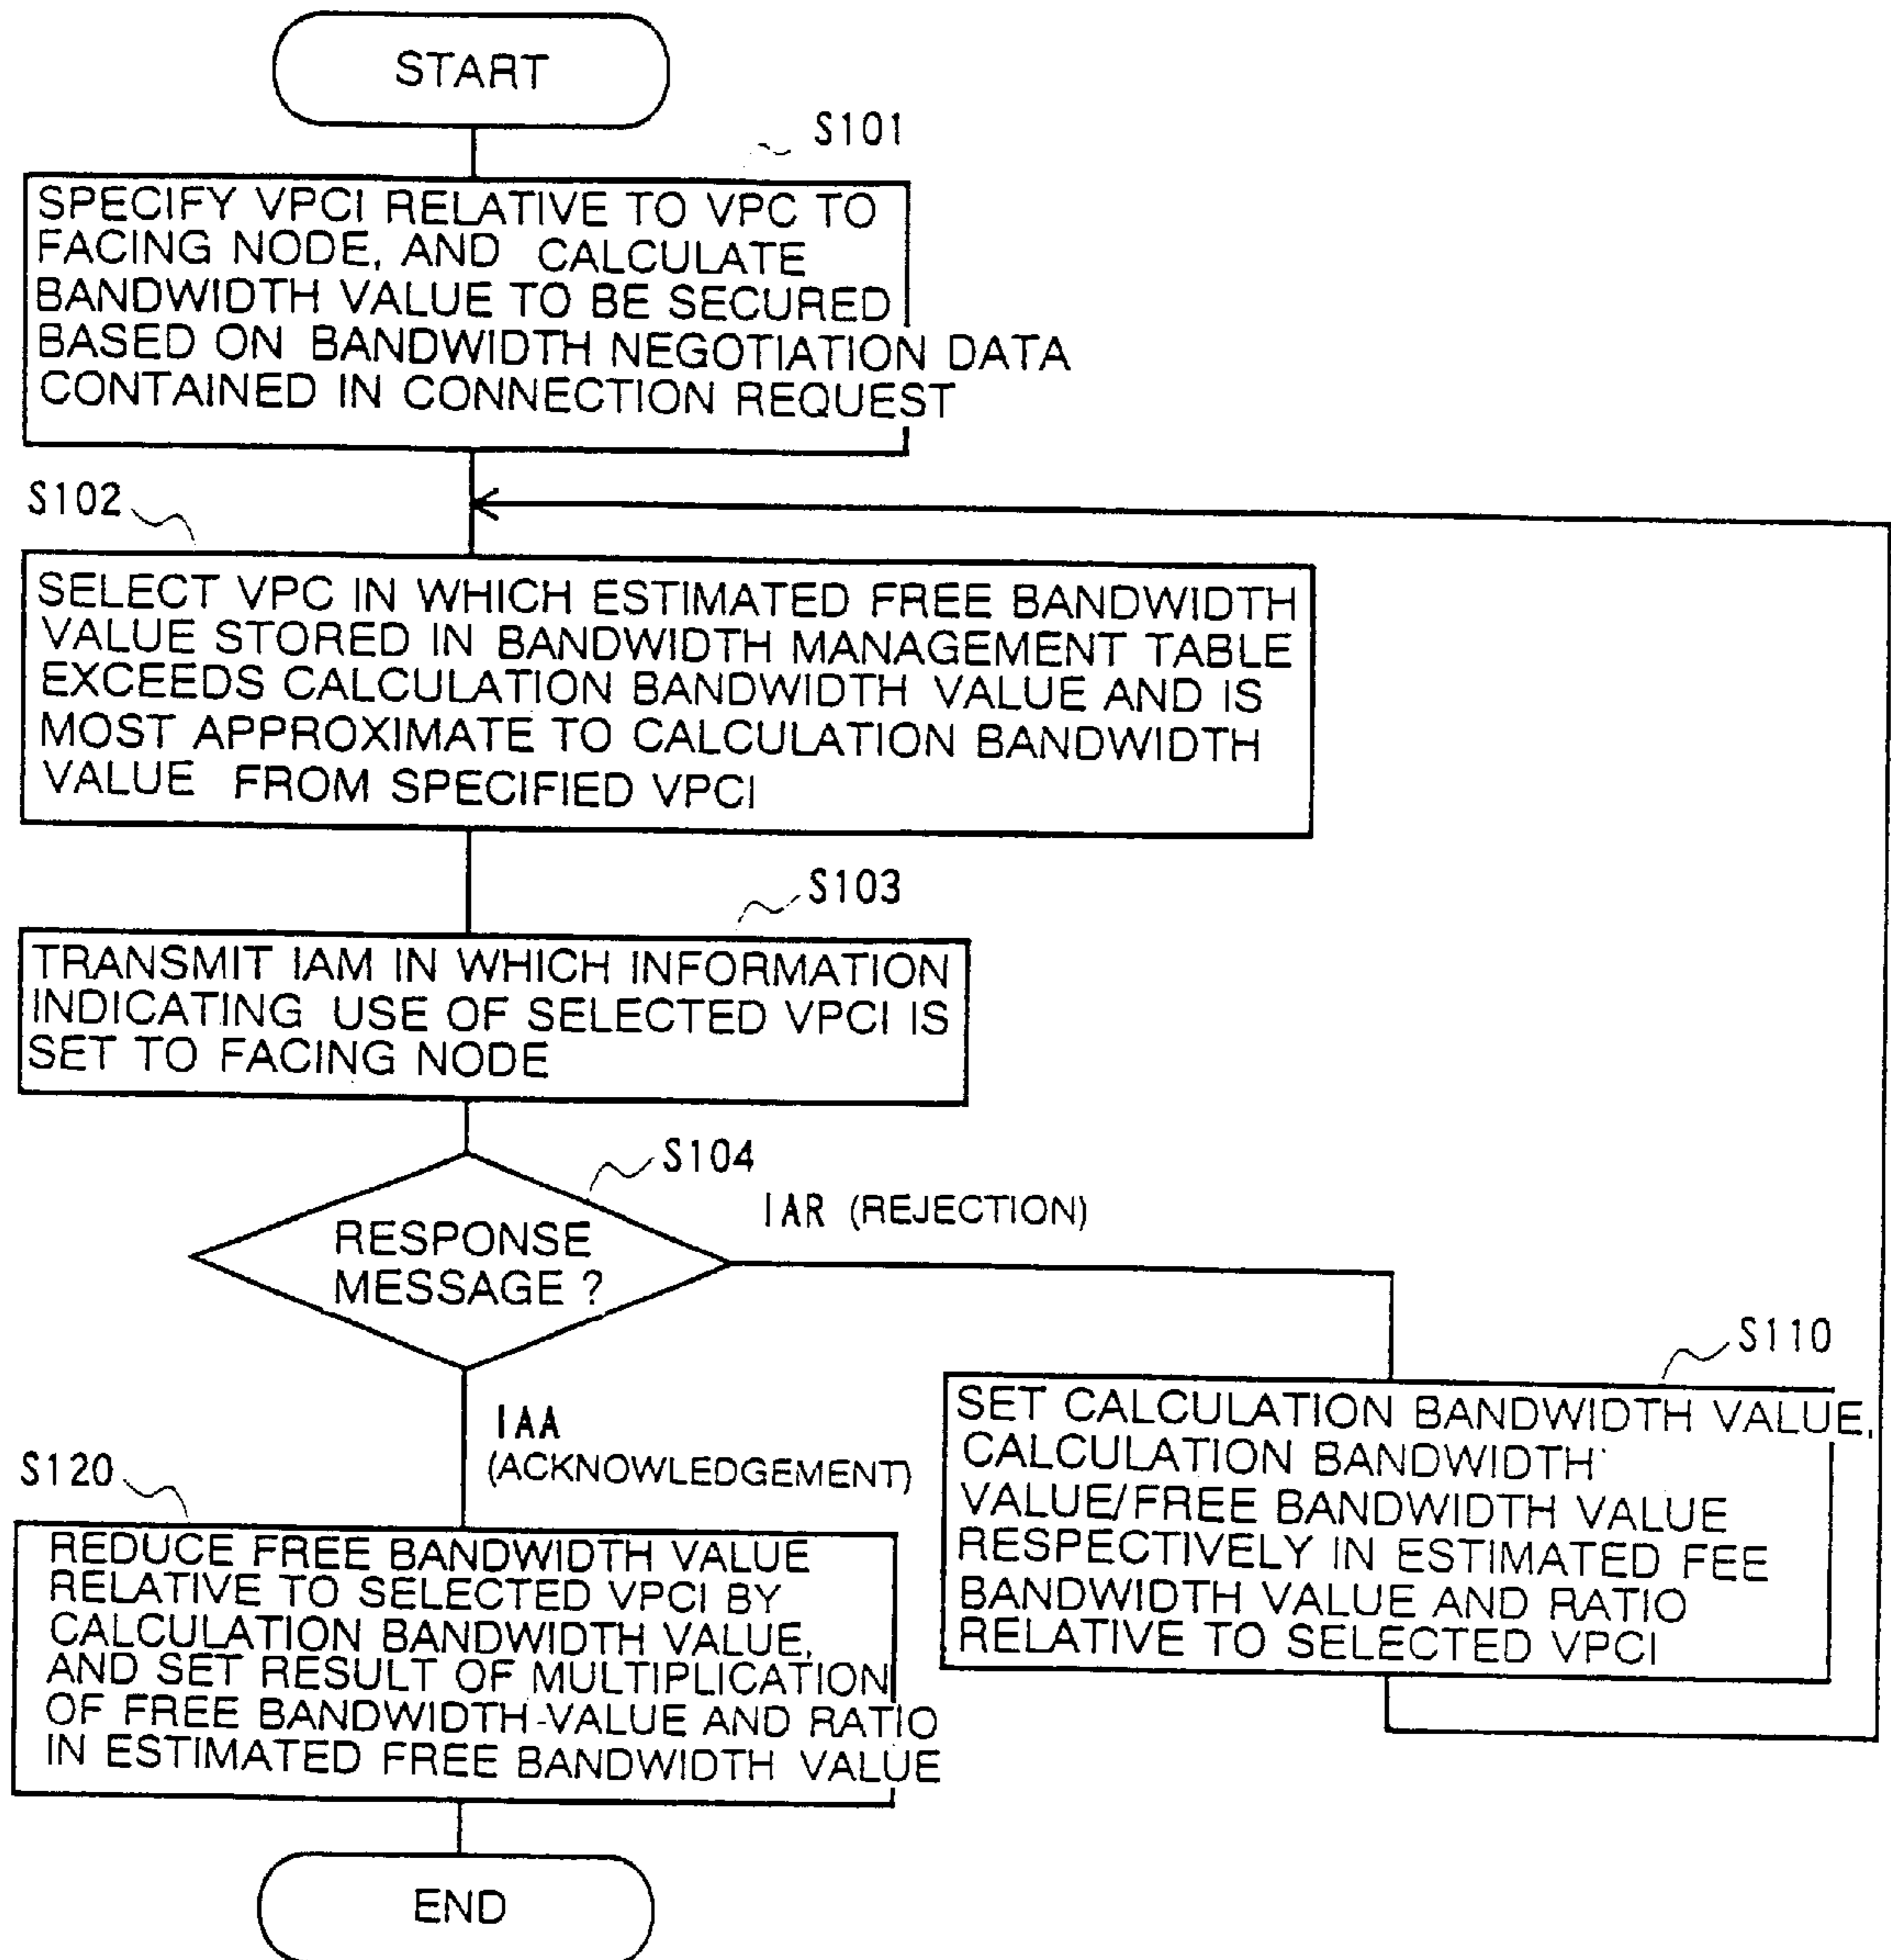 START
S101
SPECIFY VPCI RELATIVE TO VPC TO
FACING NODE, AND CALCULATE
BANDWIDTH VALUE TO BE SECURED
BASED ON BANDWIDTH NEGOTIATION DATA
CONTAINED IN CONNECTION REQUEST
S102
SELECT VPC IN WHICH ESTIMATED FREE BANDWIDTH
VALUE STORED IN BANDWIDTH MANAGEMENT TABLE
EXCEEDS CALCULATION BANDWIDTH VALUE AND IS
MOST APPROXIMATE TO CALCULATION BANDWIDTH
VALUE FROM SPECIFIED VPCI
S103
TRANSMIT IAM IN WHICH INFORMATION
INDICATING USE OF SELECTED VPCI IS
SET TO FACING NODE
S104
RESPONSE
MESSAGE ?
IAR (REJECTION)
IAA
(ACKNOWLEDGEMENT)
S110
SET CALCULATION BANDWIDTH VALUE,
CALCULATION BANDWIDTH
VALUE/FREE BANDWIDTH VALUE
RESPECTIVELY IN ESTIMATED FEE
BANDWIDTH VALUE AND RATIO
RELATIVE TO SELECTED VPCI
S120
REDUCE FREE BANDWIDTH VALUE
RELATIVE TO SELECTED VPCI BY
CALCULATION BANDWIDTH VALUE,
AND SET RESULT OF MULTIPLICATION
OF FREE BANDWIDTH-VALUE AND RATIO
IN ESTIMATED FREE BANDWIDTH VALUE
END